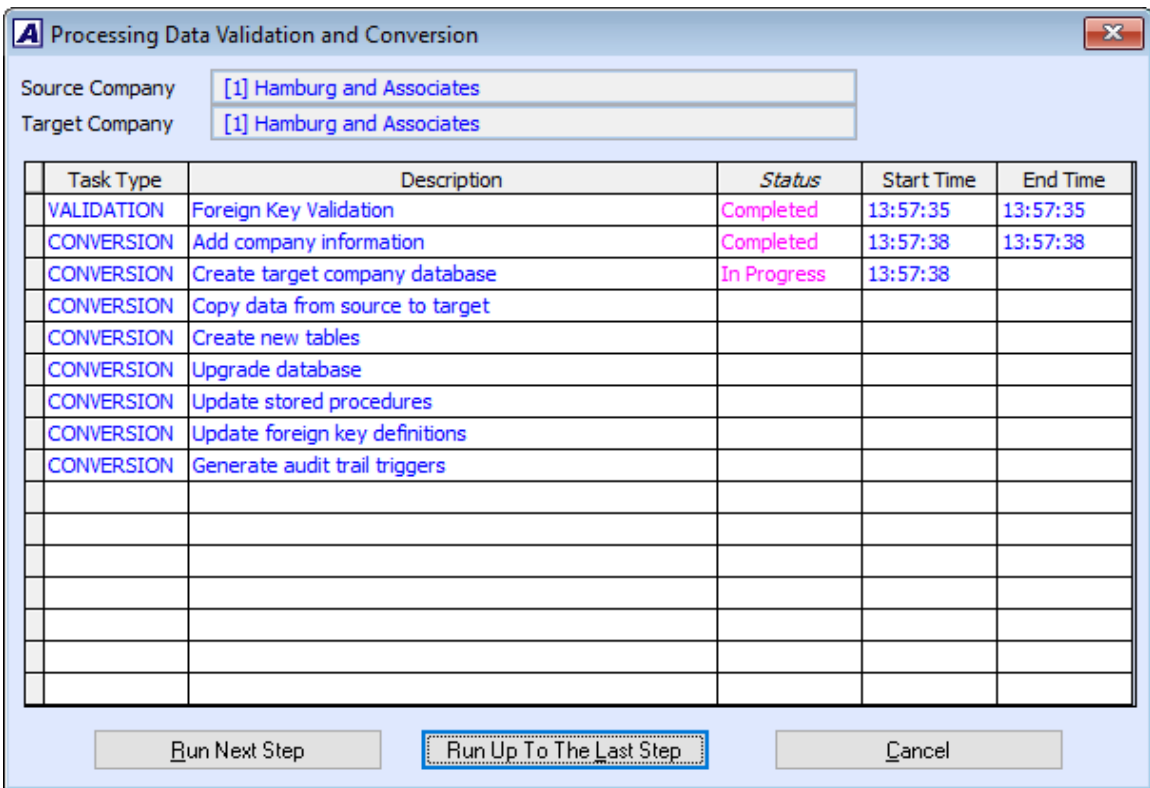 A Processing Data Validation and Conversion
Source Company [1] Hamburg and Associates
Target Company [1] Hamburg and Associates
Task Type Description Status Start Time End Time
VALIDATION Foreign Key Validation Completed 13:57:35 13:57:35
CONVERSION Add company information Completed 13:57:38 13:57:38
CONVERSION Create target company database In Progress 13:57:38
CONVERSION Copy data from source to target
CONVERSION Create new tables
CONVERSION Upgrade database
CONVERSION Update stored procedures
CONVERSION Update foreign key definitions
CONVERSION Generate audit trail triggers
Run Next Step Run Up To The Last Step Cancel